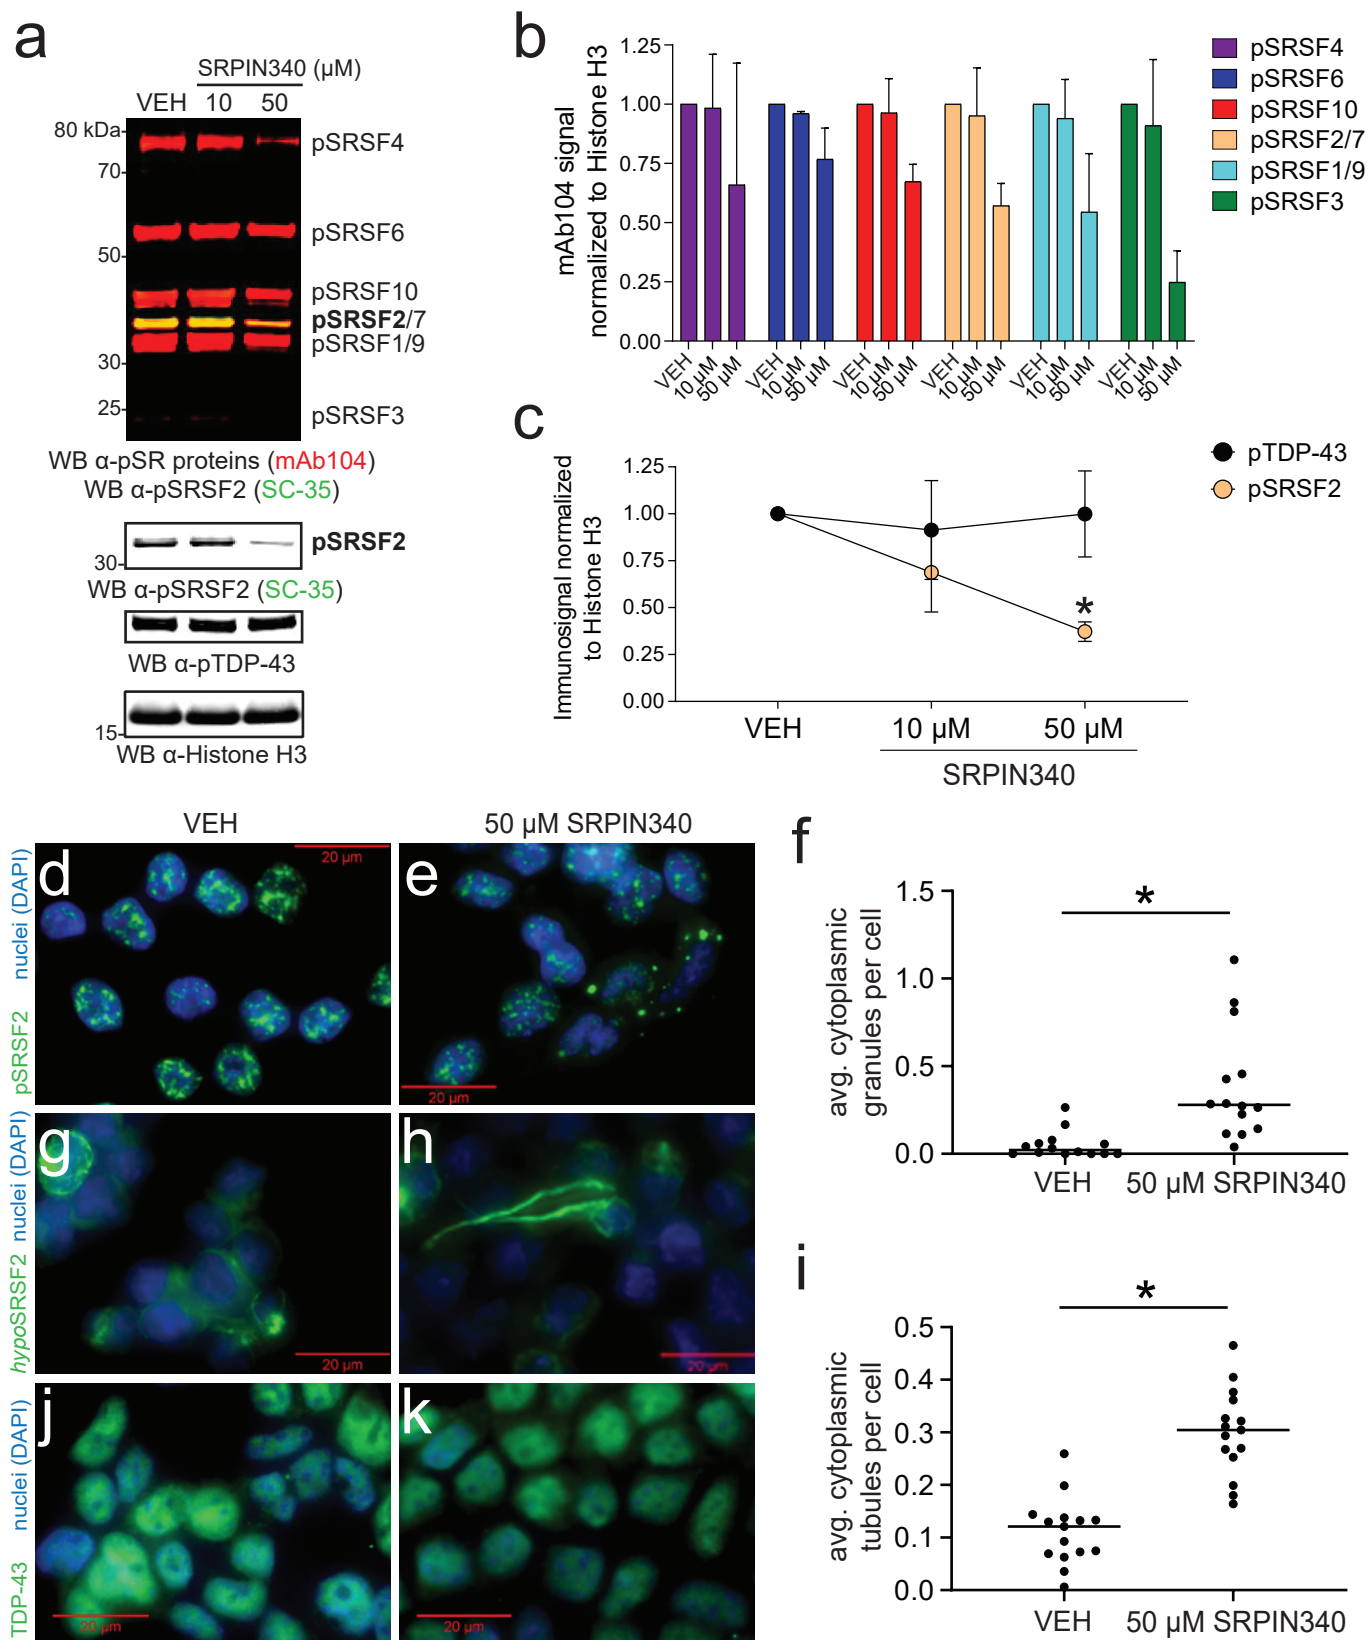 a
SRPIN340 (µM)
VEH 10 50
80 kDa
70
50
30
25
pSRSF4
pSRSF6
pSRSF10
pSRSF2/7
pSRSF1/9
pSRSF3
WB α-pSR proteins (mAb104)
WB α-pSRSF2 (SC-35)
30
pSRSF2
WB α-pSRSF2 (SC-35)
WB α-pTDP-43
15
WB α-Histone H3
b
mAb104 signal
normalized to Histone H3
1.25
1.00
0.75
0.50
0.25
0.00
VEH 10 µM 50 µM VEH 10 µM 50 µM VEH 10 µM 50 µM VEH 10 µM 50 µM VEH 10 µM 50 µM VEH 10 µM 50 µM
pSRSF4
pSRSF6
pSRSF10
pSRSF2/7
pSRSF1/9
pSRSF3
c
Immunosignal normalized
to Histone H3
1.25
1.00
0.75
0.50
0.25
0.00
*
VEH 10 µM 50 µM
SRPIN340
pTDP-43
pSRSF2
VEH
50 µM SRPIN340
pSRSF2 nuclei (DAPI)
d
20 µm
e
20 µm
f
avg. cytoplasmic
granules per cell
1.5
1.0
0.5
0.0
*
VEH 50 µM SRPIN340
hypoSRSF2 nuclei (DAPI)
g
20 µm
h
20 µm
i
avg. cytoplasmic
tubules per cell
0.5
0.4
0.3
0.2
0.1
0.0
*
VEH 50 µM SRPIN340
TDP-43 nuclei (DAPI)
j
20 µm
k
20 µm